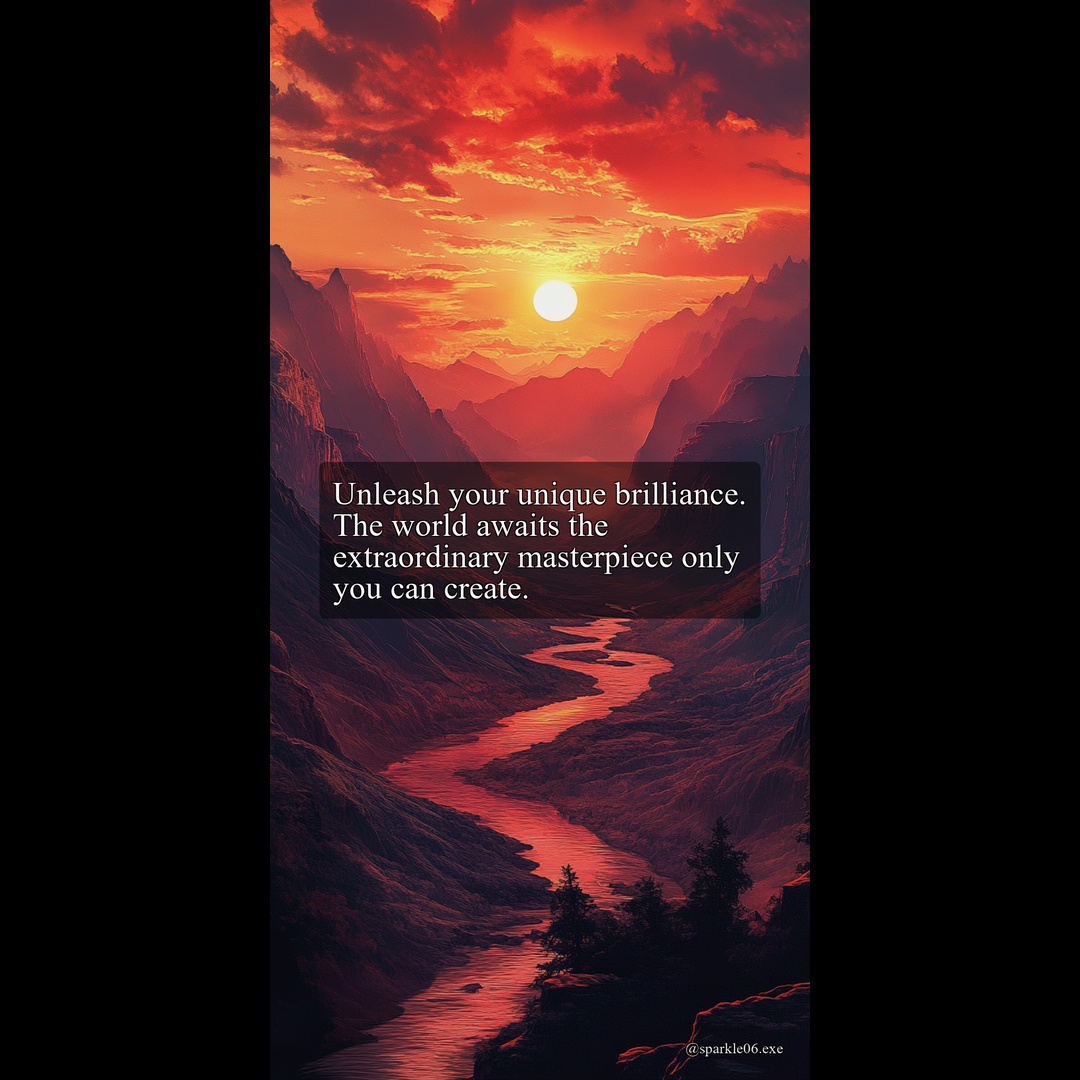 Unleash your unique brilliance.
The world awaits the
extraordinary masterpiece only
you can create.
@sparkle06.exe